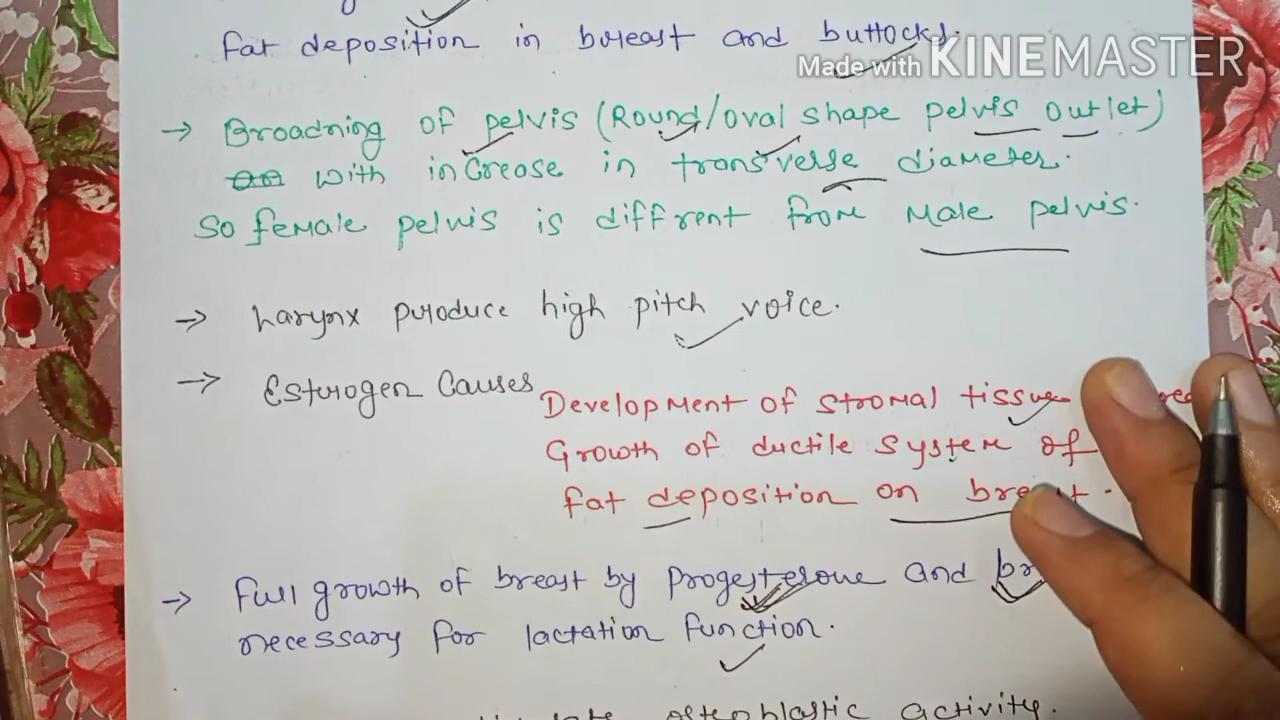 fat deposition in breast and buttocks.
Made with KINEMASTER
→ Broadning of pelvis (Round/oval shape pelvis outlet)
with increase in transverse diameter.
So female pelvis is diffrent from Male pelvis.
→ Larynx produce high pitch voice.
→ Estrogen Causes
Development of stromal tissue
Growth of ductile system of
fat deposition on breast.
→ Full growth of breast by Progesterone and br
necessary for lactation function.
osteoblastic activity.